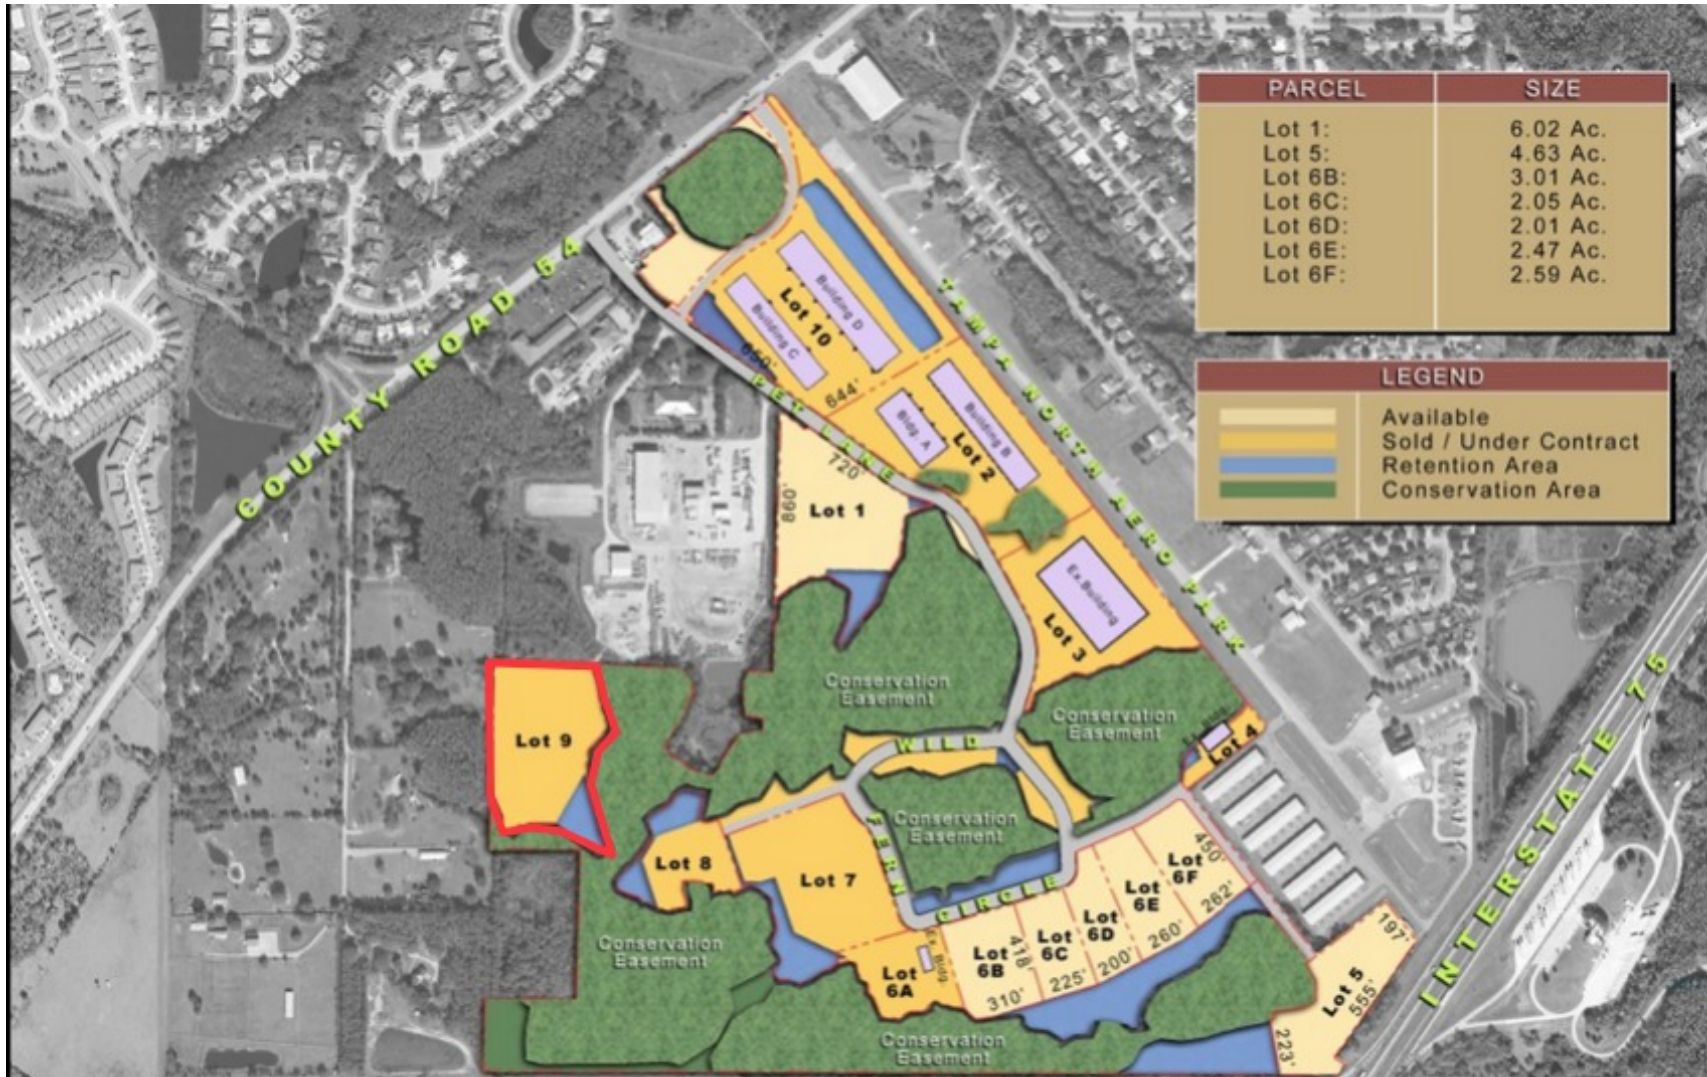 PARCEL SIZE
Lot 1: 6.02 Ac.
Lot 5: 4.63 Ac.
Lot 6B: 3.01 Ac.
Lot 6C: 2.05 Ac.
Lot 6D: 2.01 Ac.
Lot 6E: 2.47 Ac.
Lot 6F: 2.59 Ac.
LEGEND
Available
Sold / Under Contract
Retention Area
Conservation Area
COUNTY ROAD 54
TAMPA NORTH AERO PARK
INTERSTATE 75
PET LANE
WILD
FERN
CIRCLE
Building D
Lot 10
Building C
650'
644'
Building B
Bldg. A
Lot 2
720'
860'
Lot 1
Ex.Building
Lot 3
Conservation
Easement
Conservation
Easement
Lot 4
Lot 9
Conservation
Easement
Lot 8
Lot 7
Conservation
Easement
Ex. Bldg.
Lot
6A
Lot
6B
418'
Lot
6C
Lot
6D
Lot
6E
Lot
6F
450'
310'
225'
200'
260'
262'
197'
Lot 5
555'
223'
Conservation
Easement